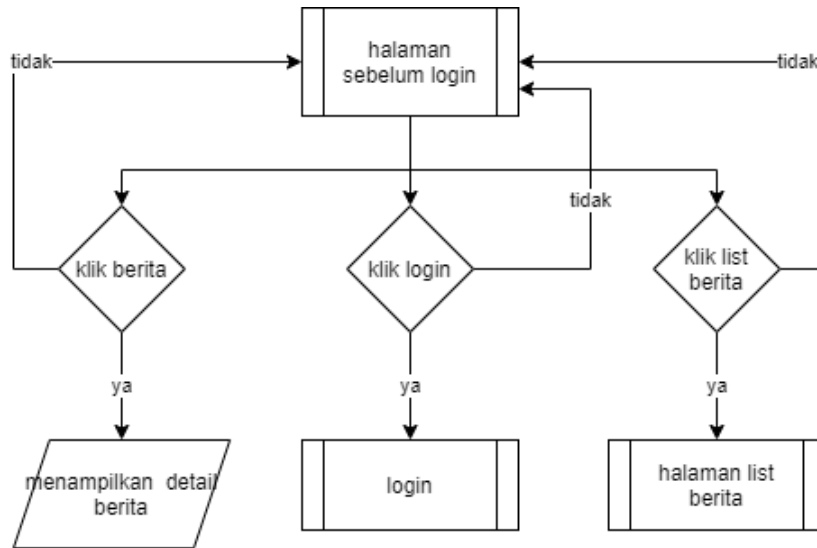 halaman
sebelum login
tidak
tidak
tidak
klik berita
klik login
klik list
berita
ya
ya
ya
menampilkan detail
berita
login
halaman list
berita